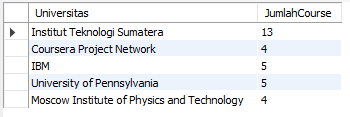 Universitas JumlahCourse
Institut Teknologi Sumatera 13
Coursera Project Network 4
IBM 5
University of Pennsylvania 5
Moscow Institute of Physics and Technology 4